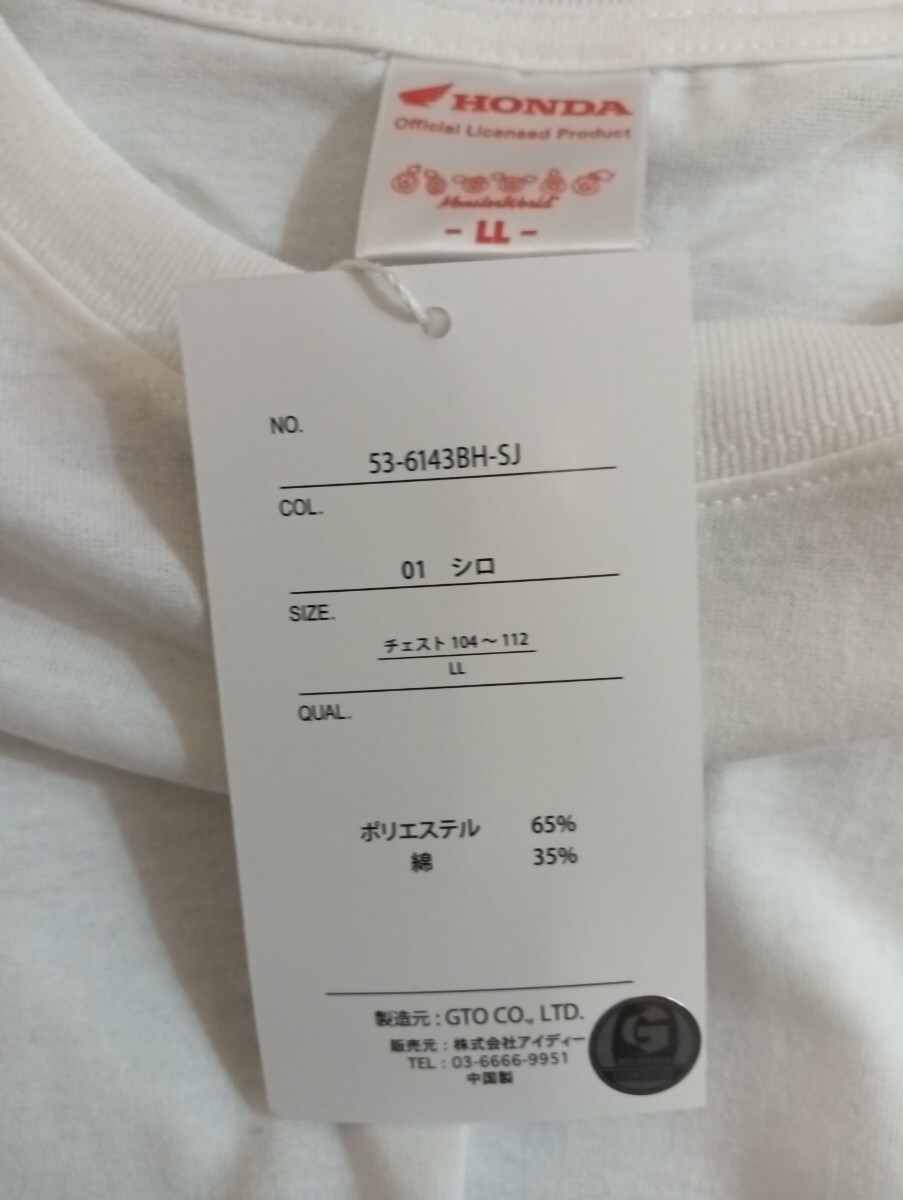 HONDA
Official Licensed Product
MonsterWorld
- LL -
NO.
53-6143BH-SJ
COL.
01 シロ
SIZE.
チェスト 104～112
LL
QUAL.
ポリエステル 65%
綿 35%
製造元 : GTO CO., LTD.
販売元 : 株式会社アイディー
TEL : 03-6666-9951
中国製
G